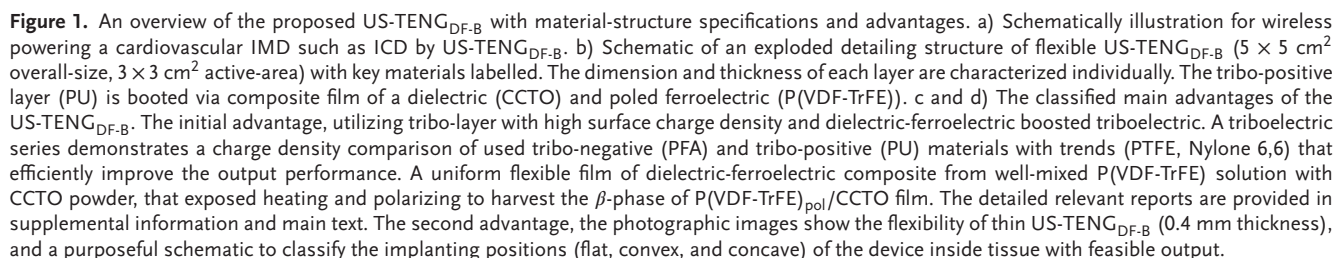 Figure 1. An overview of the proposed US-TENG_DF-B with material-structure specifications and advantages. a) Schematically illustration for wireless
powering a cardiovascular IMD such as ICD by US-TENG_DF-B. b) Schematic of an exploded detailing structure of flexible US-TENG_DF-B (5 × 5 cm²
overall-size, 3 × 3 cm² active-area) with key materials labelled. The dimension and thickness of each layer are characterized individually. The tribo-positive
layer (PU) is booted via composite film of a dielectric (CCTO) and poled ferroelectric (P(VDF-TrFE)). c and d) The classified main advantages of the
US-TENG_DF-B. The initial advantage, utilizing tribo-layer with high surface charge density and dielectric-ferroelectric boosted triboelectric. A triboelectric
series demonstrates a charge density comparison of used tribo-negative (PFA) and tribo-positive (PU) materials with trends (PTFE, Nylone 6,6) that
efficiently improve the output performance. A uniform flexible film of dielectric-ferroelectric composite from well-mixed P(VDF-TrFE) solution with
CCTO powder, that exposed heating and polarizing to harvest the β-phase of P(VDF-TrFE)_pol/CCTO film. The detailed relevant reports are provided in
supplemental information and main text. The second advantage, the photographic images show the flexibility of thin US-TENG_DF-B (0.4 mm thickness),
and a purposeful schematic to classify the implanting positions (flat, convex, and concave) of the device inside tissue with feasible output.